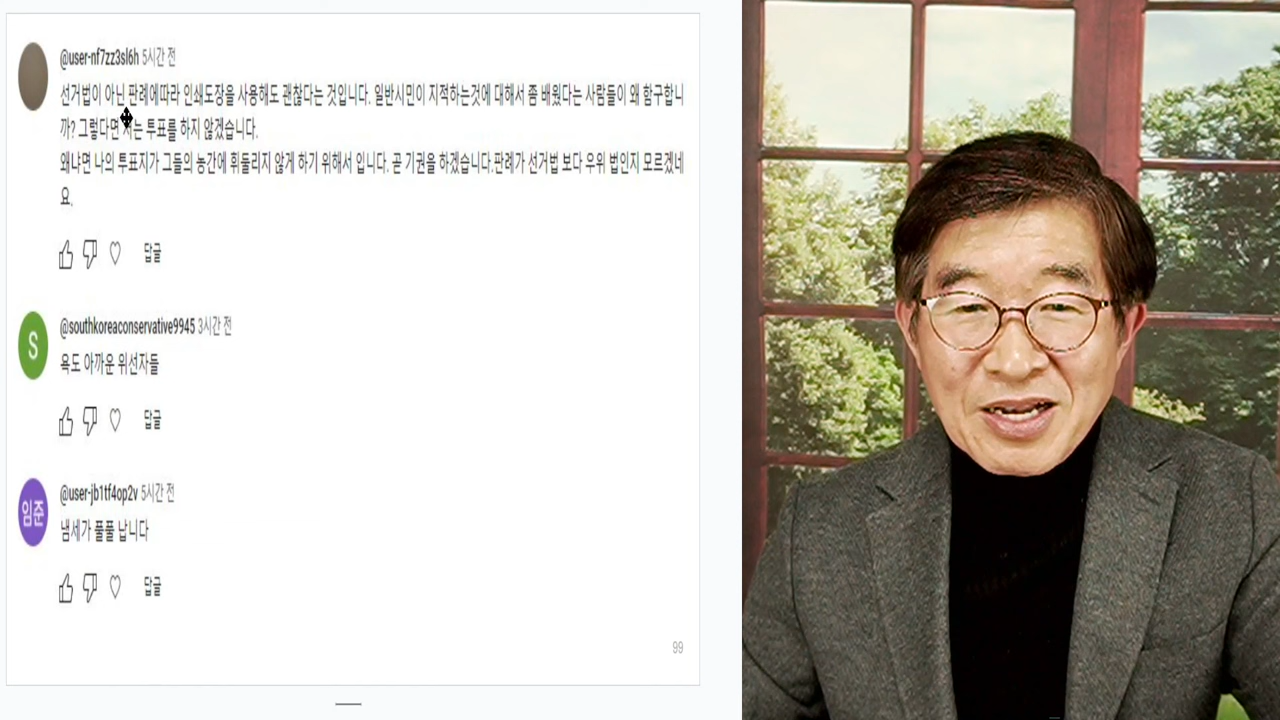 @user-nf7zz3sl6h 5시간 전
선거법이 아닌 판례에따라 인쇄도장을 사용해도 괜찮다는 것입니다. 일반시민이 지적하는것에 대해서 좀 배웠다는 사람들이 왜 함구합니
까? 그렇다면 는 투표를 하지 않겠습니다.
왜냐면 나의 투표지가 그들의 농간에 휘둘리지 않게 하기 위해서 입니다. 곧 기권을 하겠습니다.판례가 선거법 보다 우위 법인지 모르겠네
요.
답글
S
@southkoreaconservative9945 3시간 전
욕도 아까운 위선자들
답글
임준
@user-jb1tf4op2v 5시간 전
냄세가 풀풀 납니다
답글
99